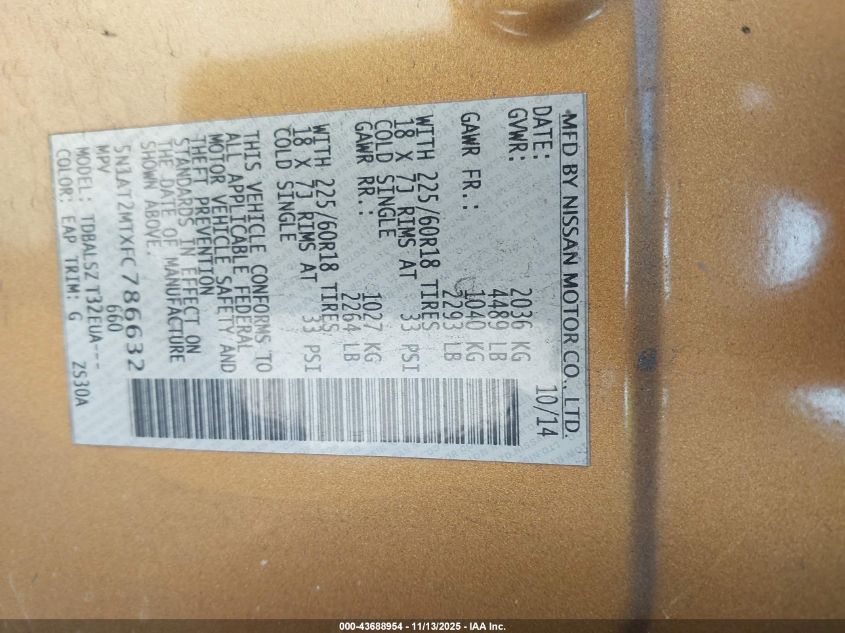 MFD BY NISSAN MOTOR CO., LTD.
DATE: 10/14
GVWR: 2036 KG
4489 LB
GAWR FR.: 1040 KG
2293 LB
WITH 225/60R18 TIRES
18 X 7J RIMS AT 33 PSI
COLD SINGLE
GAWR RR.: 1027 KG
2264 LB
WITH 225/60R18 TIRES
18 X 7J RIMS AT 33 PSI
COLD SINGLE
THIS VEHICLE CONFORMS TO
ALL APPLICABLE FEDERAL
MOTOR VEHICLE SAFETY AND
THEFT PREVENTION
STANDARDS IN EFFECT ON
THE DATE OF MANUFACTURE
SHOWN ABOVE
5N1AT2MTXFC786632
MPV 660
MODEL: TDBALSZ T32EUA---
COLOR: EAP TRIM: G ZS30A
000-43688954 - 11/13/2025 - IAA Inc.